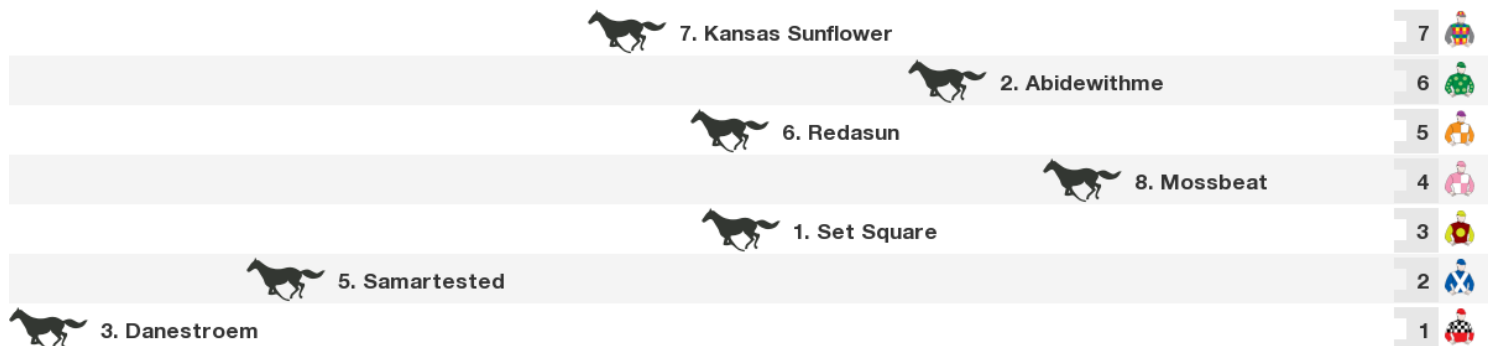 7. Kansas Sunflower 7
2. Abidewithme 6
6. Redasun 5
8. Mossbeat 4
1. Set Square 3
5. Samartested 2
3. Danestroem 1